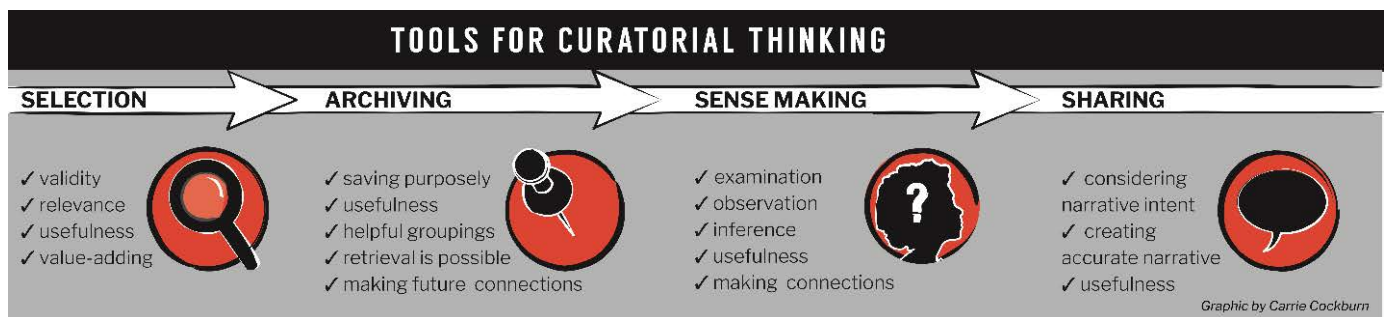 TOOLS FOR CURATORIAL THINKING
SELECTION
✓ validity
✓ relevance
✓ usefulness
✓ value-adding
ARCHIVING
✓ saving purposely
✓ usefulness
✓ helpful groupings
✓ retrieval is possible
✓ making future connections
SENSE MAKING
?
✓ examination
✓ observation
✓ inference
✓ usefulness
✓ making connections
SHARING
✓ considering
narrative intent
✓ creating
accurate narrative
✓ usefulness
Graphic by Carrie Cockburn